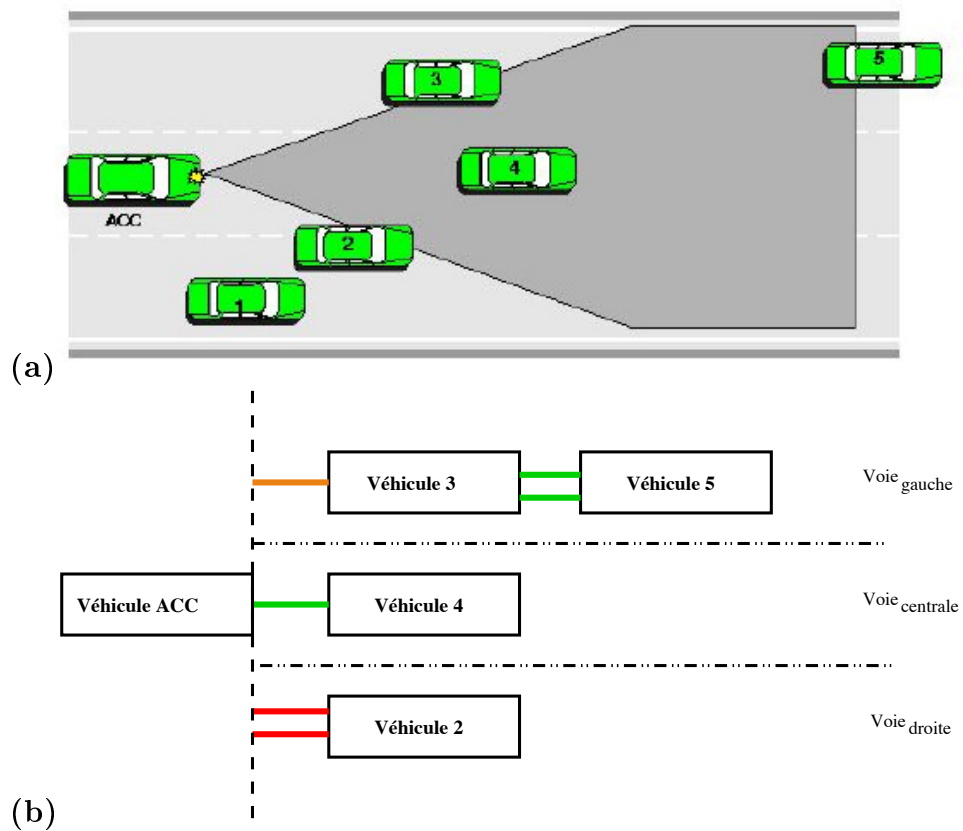 5
3
4
ACC
2
1
(a)
Véhicule 3 Véhicule 5 Voie gauche
Véhicule ACC Véhicule 4 Voie centrale
Véhicule 2 Voie droite
(b)